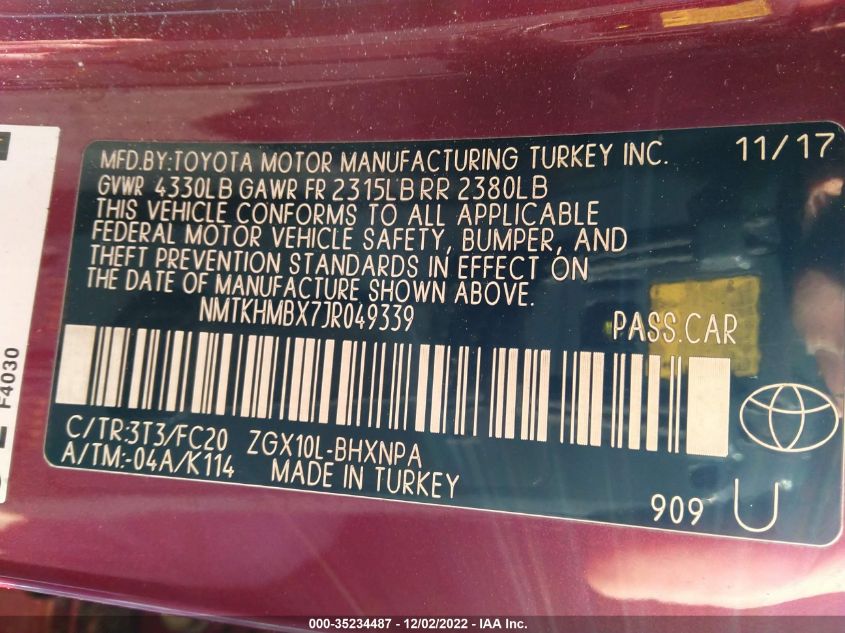 MFD.BY:TOYOTA MOTOR MANUFACTURING TURKEY INC. 11/17
GVWR 4330LB GAWR FR 2315LB RR 2380LB
THIS VEHICLE CONFORMS TO ALL APPLICABLE
FEDERAL MOTOR VEHICLE SAFETY, BUMPER, AND
THEFT PREVENTION STANDARDS IN EFFECT ON
THE DATE OF MANUFACTURE SHOWN ABOVE.
NMTKHMBX7JR049339 PASS.CAR
C/TR:3T3/FC20 ZGX10L-BHXNPA
A/TM:-04A/K114 MADE IN TURKEY
909 U
F4030
000-35234487 - 12/02/2022 - IAA Inc.